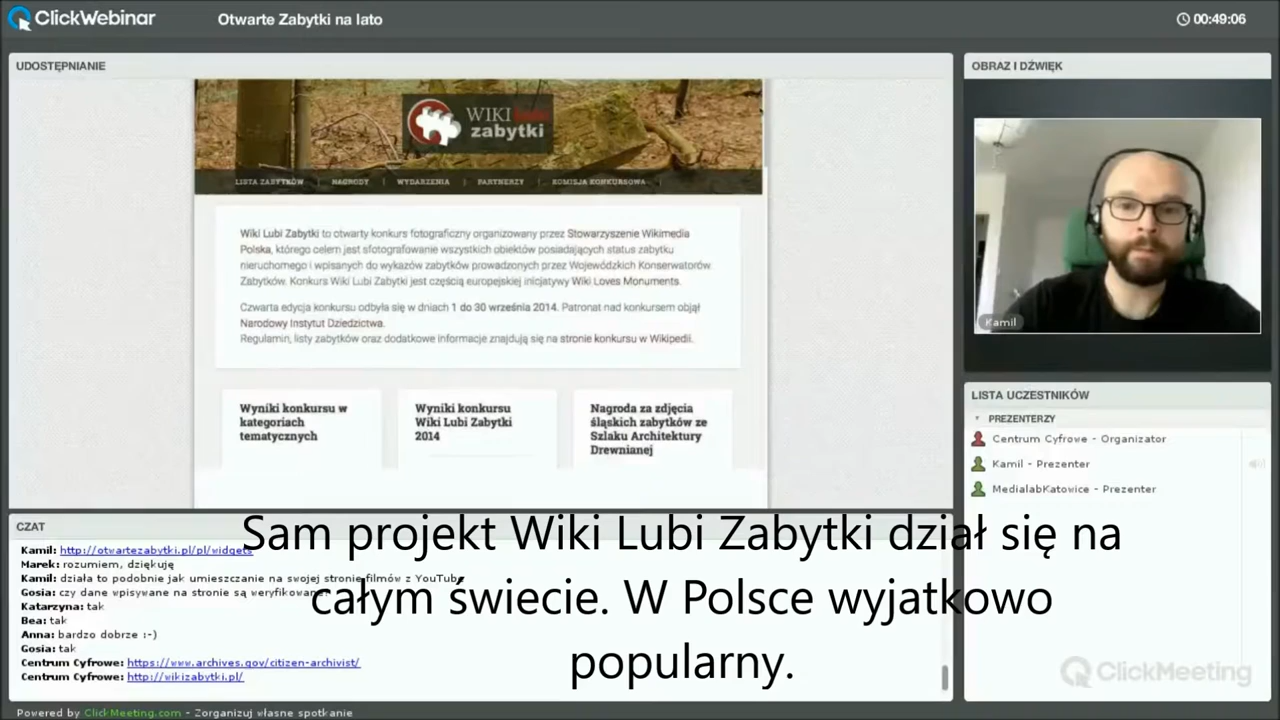 ClickWebinar
Otwarte Zabytki na lato
00:49:06
UDOSTĘPNIANIE
WIKI lubi
zabytki
LISTA ZABYTKÓW | NAGRODY | WYDARZENIA | PARTNERZY | KOMISJA KONKURSOWA
Wiki Lubi Zabytki to otwarty konkurs fotograficzny organizowany przez Stowarzyszenie Wikimedia
Polska, którego celem jest sfotografowanie wszystkich obiektów posiadających status zabytku
nieruchomego i wpisanych do wykazów zabytków prowadzonych przez Wojewódzkich Konserwatorów
Zabytków. Konkurs Wiki Lubi Zabytki jest częścią europejskiej inicjatywy Wiki Loves Monuments.
Czwarta edycja konkursu odbyła się w dniach 1 do 30 września 2014. Patronat nad konkursem objął
Narodowy Instytut Dziedzictwa.
Regulamin, listy zabytków oraz dodatkowe informacje znajdują się na stronie konkursu w Wikipedii.
Wyniki konkursu w
kategoriach
tematycznych
Wyniki konkursu
Wiki Lubi Zabytki
2014
Nagroda za zdjęcia
śląskich zabytków ze
Szlaku Architektury
Drewnianej
OBRAZ I DŹWIĘK
Kamil
LISTA UCZESTNIKÓW
PREZENTERZY
Centrum Cyfrowe - Organizator
Kamil - Prezenter
MedialabKatowice - Prezenter
CZAT
Kamil: http://otwartezabytki.pl/pl/widgets
Marek: rozumiem, dziękuję
Kamil: działa to podobnie jak umieszczanie na swojej stronie filmów z YouTube
Gosia: czy dane wpisywane na stronie są weryfikowane?
Katarzyna: tak
Bea: tak
Anna: bardzo dobrze :-)
Gosia: tak
Centrum Cyfrowe: https://www.archives.gov/citizen-archivist/
Centrum Cyfrowe: http://wikizabytki.pl/
Sam projekt Wiki Lubi Zabytki dział się na
całym świecie. W Polsce wyjatkowo
popularny.
ClickMeeting
Powered by ClickMeeting.com - Zorganizuj własne spotkanie